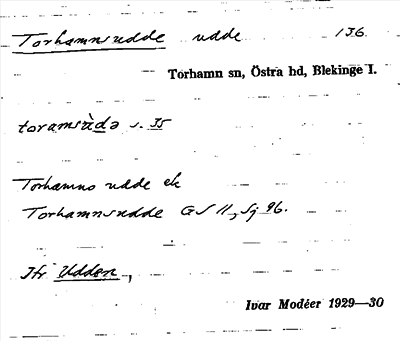 Torhamnsudde udde 136.
Torhamn sn, Östra hd, Blekinge l.
toramsùdə s. 35
Torhamns udde ek
Torhamnsudde GS 11, Sj 96.
Jfr Udden,
Ivar Modéer 1929—30